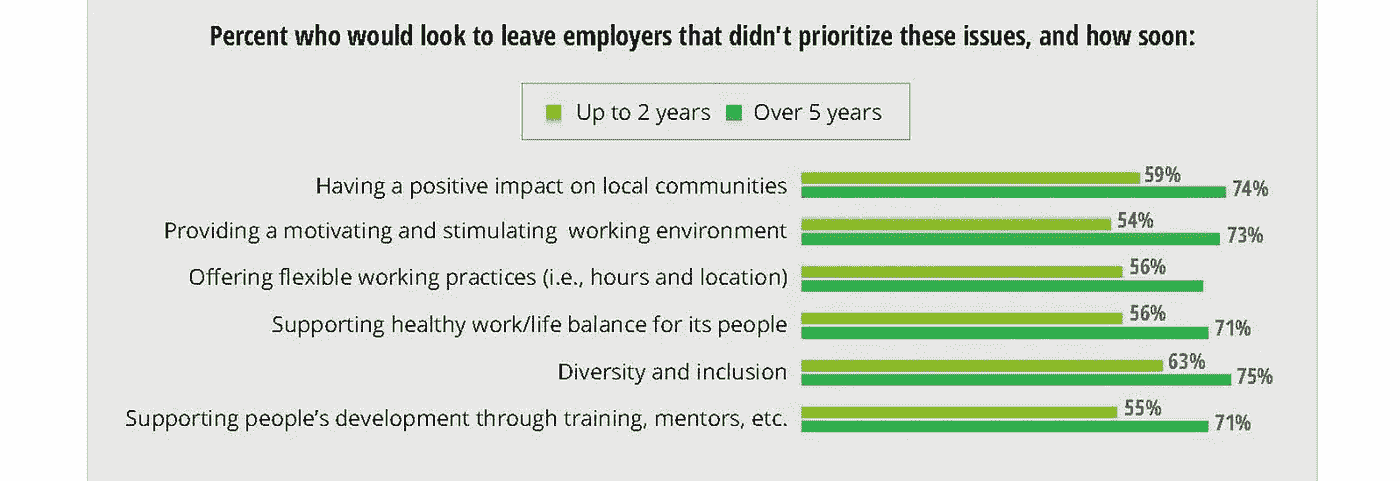 Percent who would look to leave employers that didn't prioritize these issues, and how soon:
Up to 2 years Over 5 years
Having a positive impact on local communities 59% 74%
Providing a motivating and stimulating working environment 54% 73%
Offering flexible working practices (i.e., hours and location) 56%
Supporting healthy work/life balance for its people 56% 71%
Diversity and inclusion 63% 75%
Supporting people’s development through training, mentors, etc. 55% 71%